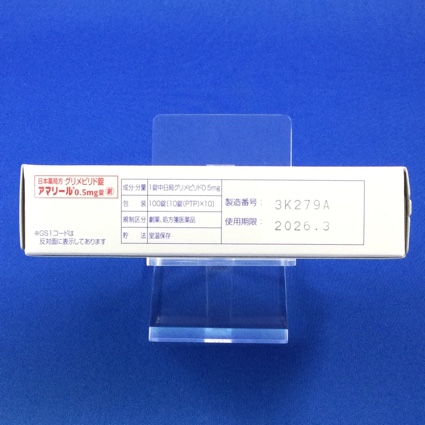 日本薬局方 グリメピリド錠
アマリール® 0.5mg錠 劇
※GS1コードは
反対面に表示してあります
成分・分量 1錠中日局グリメピリド0.5mg
包装 100錠(10錠(PTP)×10)
規制区分 劇薬、処方箋医薬品
貯法 室温保存
製造番号: 3K279A
使用期限: 2026.3